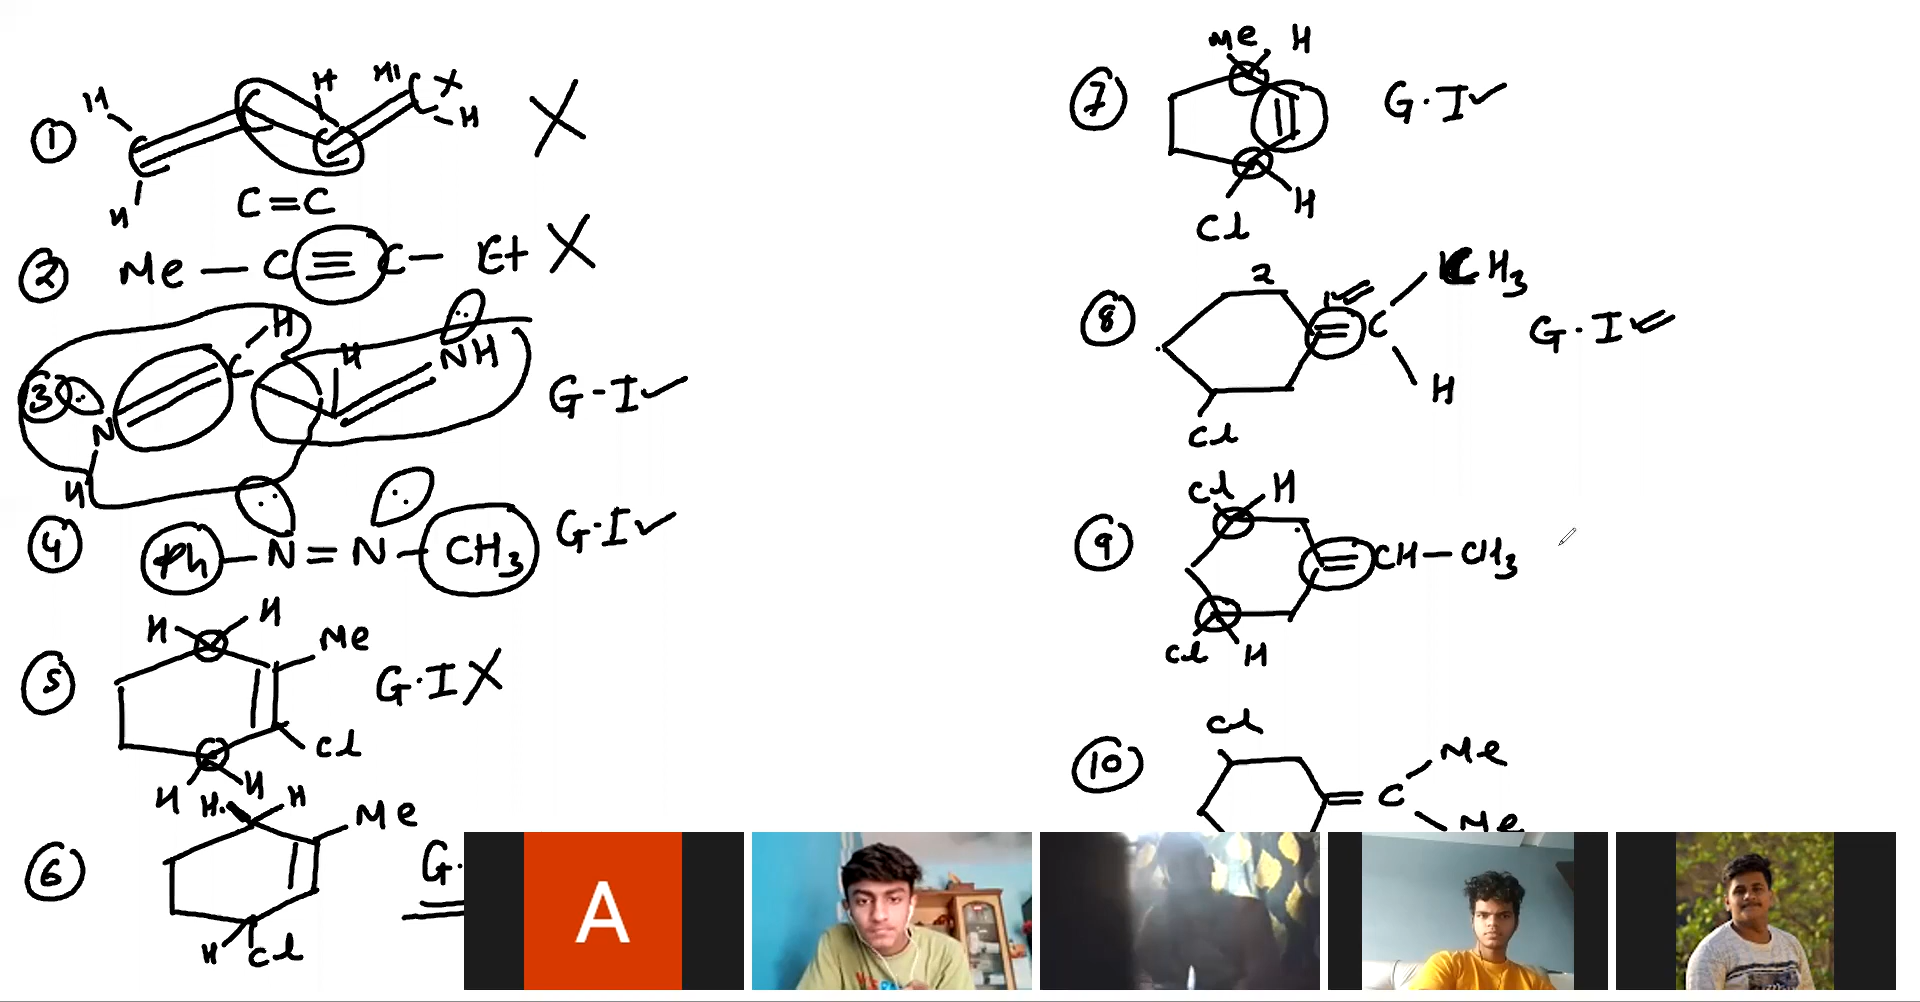 ① H C C H C H H X
H
C=C
② Me — C ≡ C — Et X
③ N C H H NH G-I✓
H
④ Ph — N = N — CH3 G·I✓
⑤ H H Me G·I X
Cl
H H
⑥ H H Me G·
H Cl
⑦ Me H G·I✓
Cl H
⑧ 2 1 = C CH3 H G·I✓
Cl
⑨ Cl H = CH — CH3
Cl H
⑩ Cl = C Me
Me
A